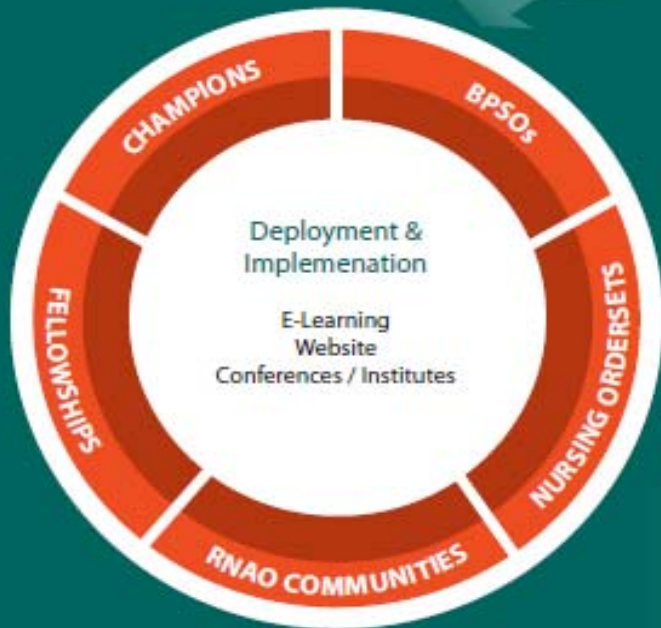 CHAMPIONS
BPSOs
NURSING ORDERSETS
RNAO COMMUNITIES
FELLOWSHIPS
Deployment &
Implemenation
E-Learning
Website
Conferences / Institutes